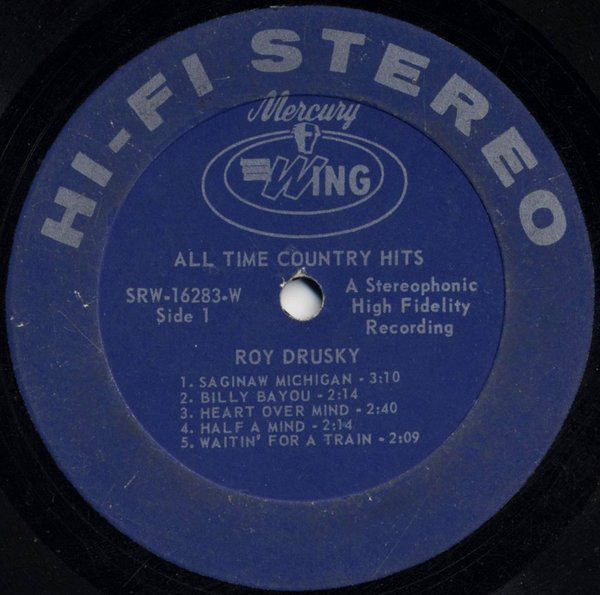 HI-FI STEREO
Mercury
WING
ALL TIME COUNTRY HITS
SRW-16283-W
Side 1
A Stereophonic
High Fidelity
Recording
ROY DRUSKY
1. SAGINAW MICHIGAN - 3:10
2. BILLY BAYOU - 2:14
3. HEART OVER MIND - 2:40
4. HALF A MIND - 2:14
5. WAITIN' FOR A TRAIN - 2:09